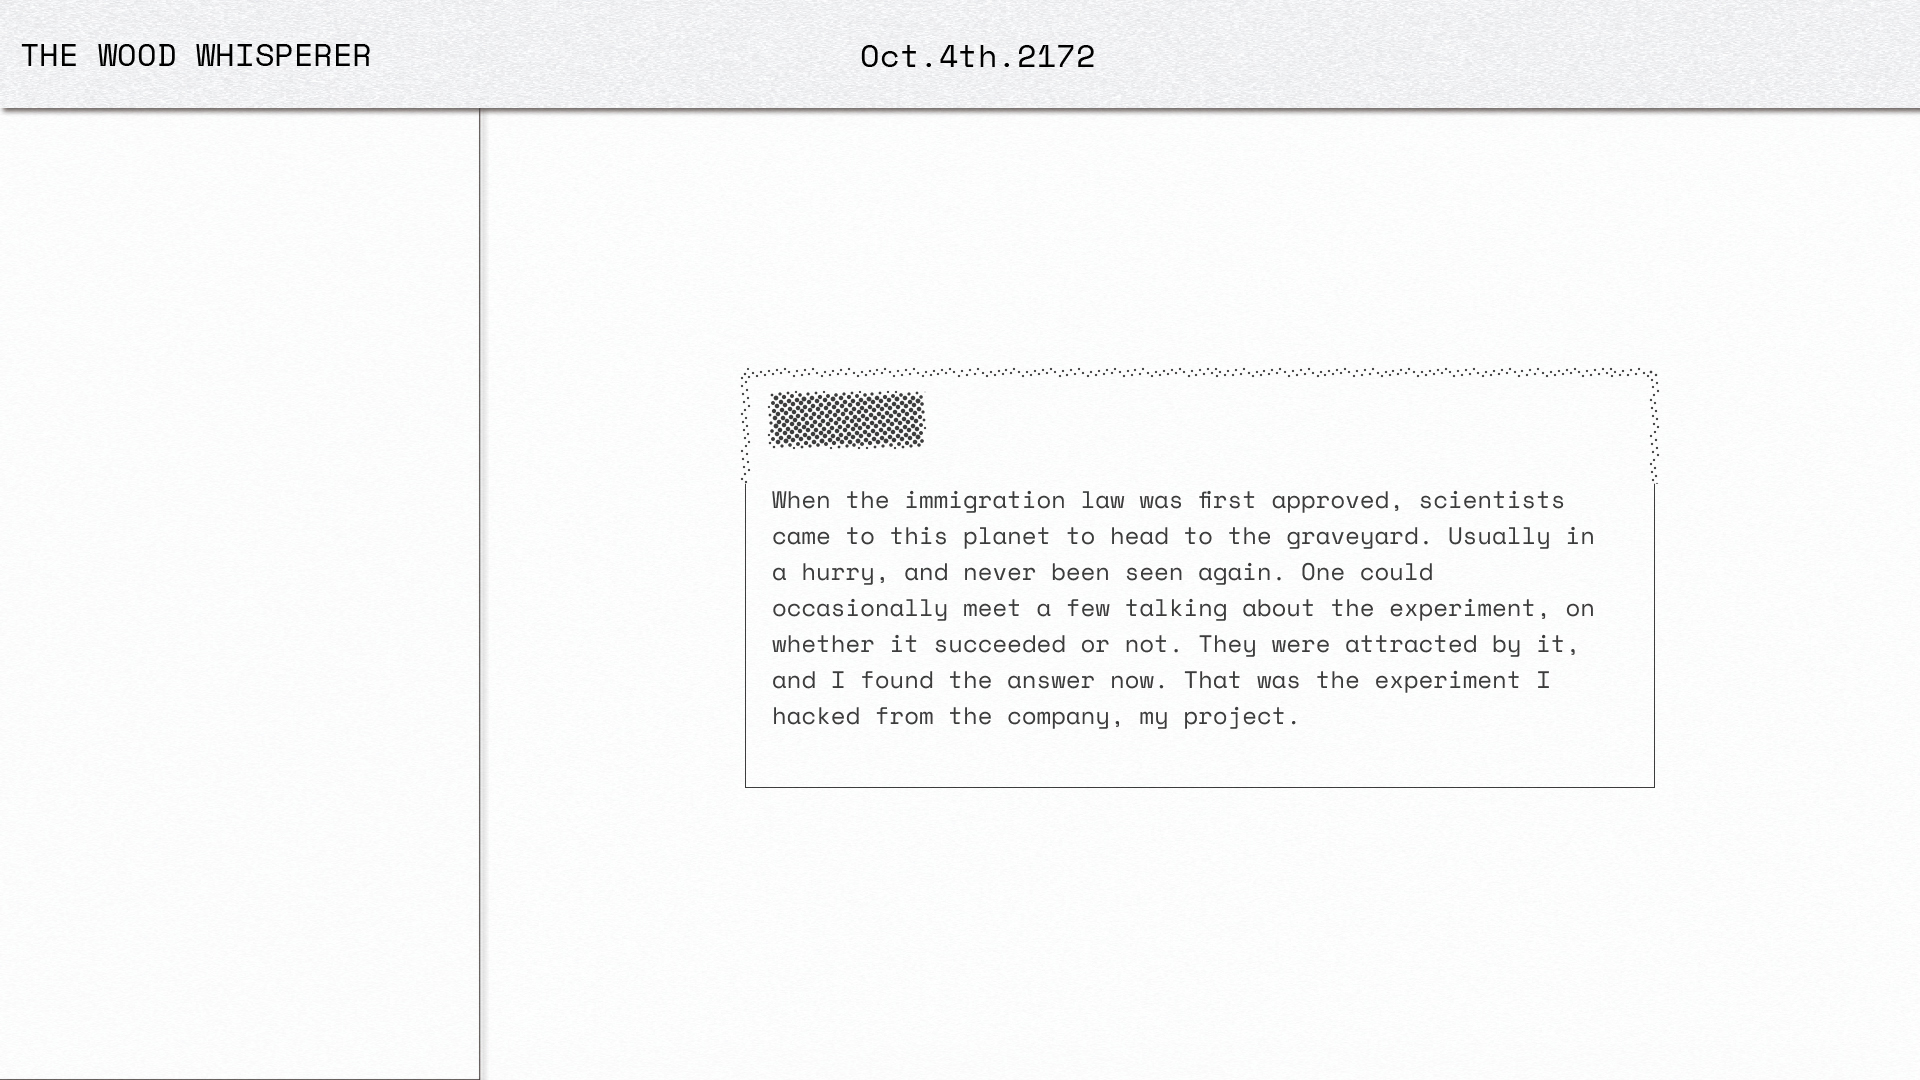 THE WOOD WHISPERER
Oct.4th.2172
When the immigration law was first approved, scientists
came to this planet to head to the graveyard. Usually in
a hurry, and never been seen again. One could
occasionally meet a few talking about the experiment, on
whether it succeeded or not. They were attracted by it,
and I found the answer now. That was the experiment I
hacked from the company, my project.